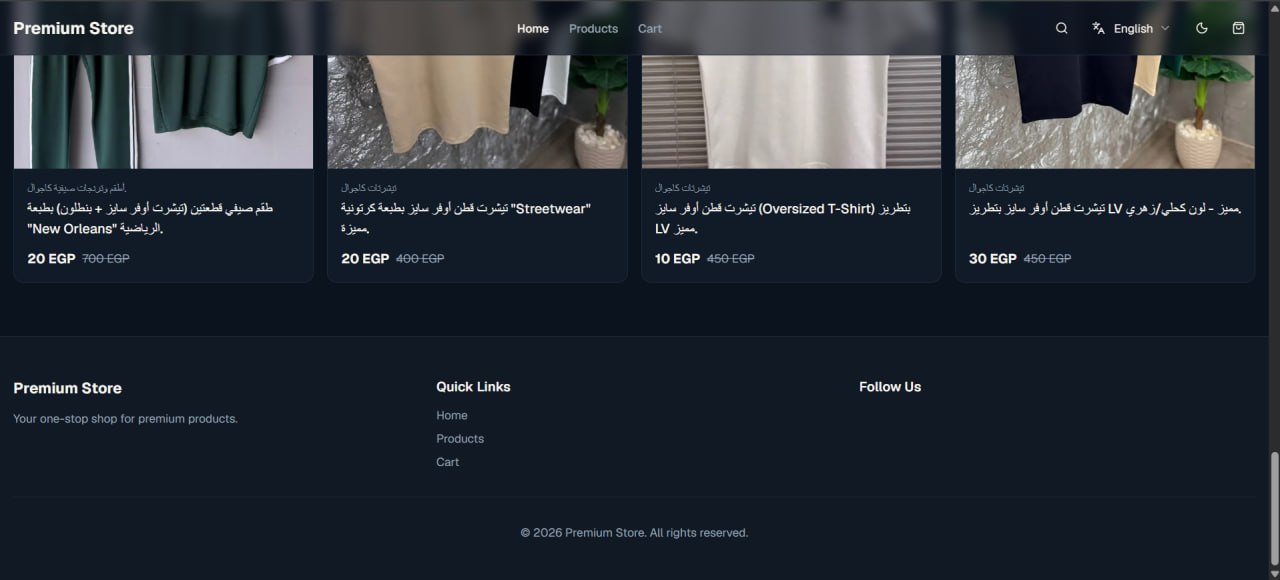 Premium Store
Home Products Cart
English
أطقم وترنجات صيفية كاجوال.
طقم صيفي قطعتين (تيشرت أوفر سايز + بنطلون) بطبعة
"New Orleans" الرياضية.
20 EGP 700 EGP
تيشرتات كاجوال
تيشرت قطن أوفر سايز بطبعة كرتونية "Streetwear"
مميزة.
20 EGP 400 EGP
تيشرتات كاجوال
تيشرت قطن أوفر سايز (Oversized T-Shirt) بتطريز
LV مميز.
10 EGP 450 EGP
تيشرتات كاجوال
تيشرت قطن أوفر سايز بتطريز LV مميز - لون كحلي/زهري.
30 EGP 450 EGP
Premium Store
Your one-stop shop for premium products.
Quick Links
Home
Products
Cart
Follow Us
© 2026 Premium Store. All rights reserved.